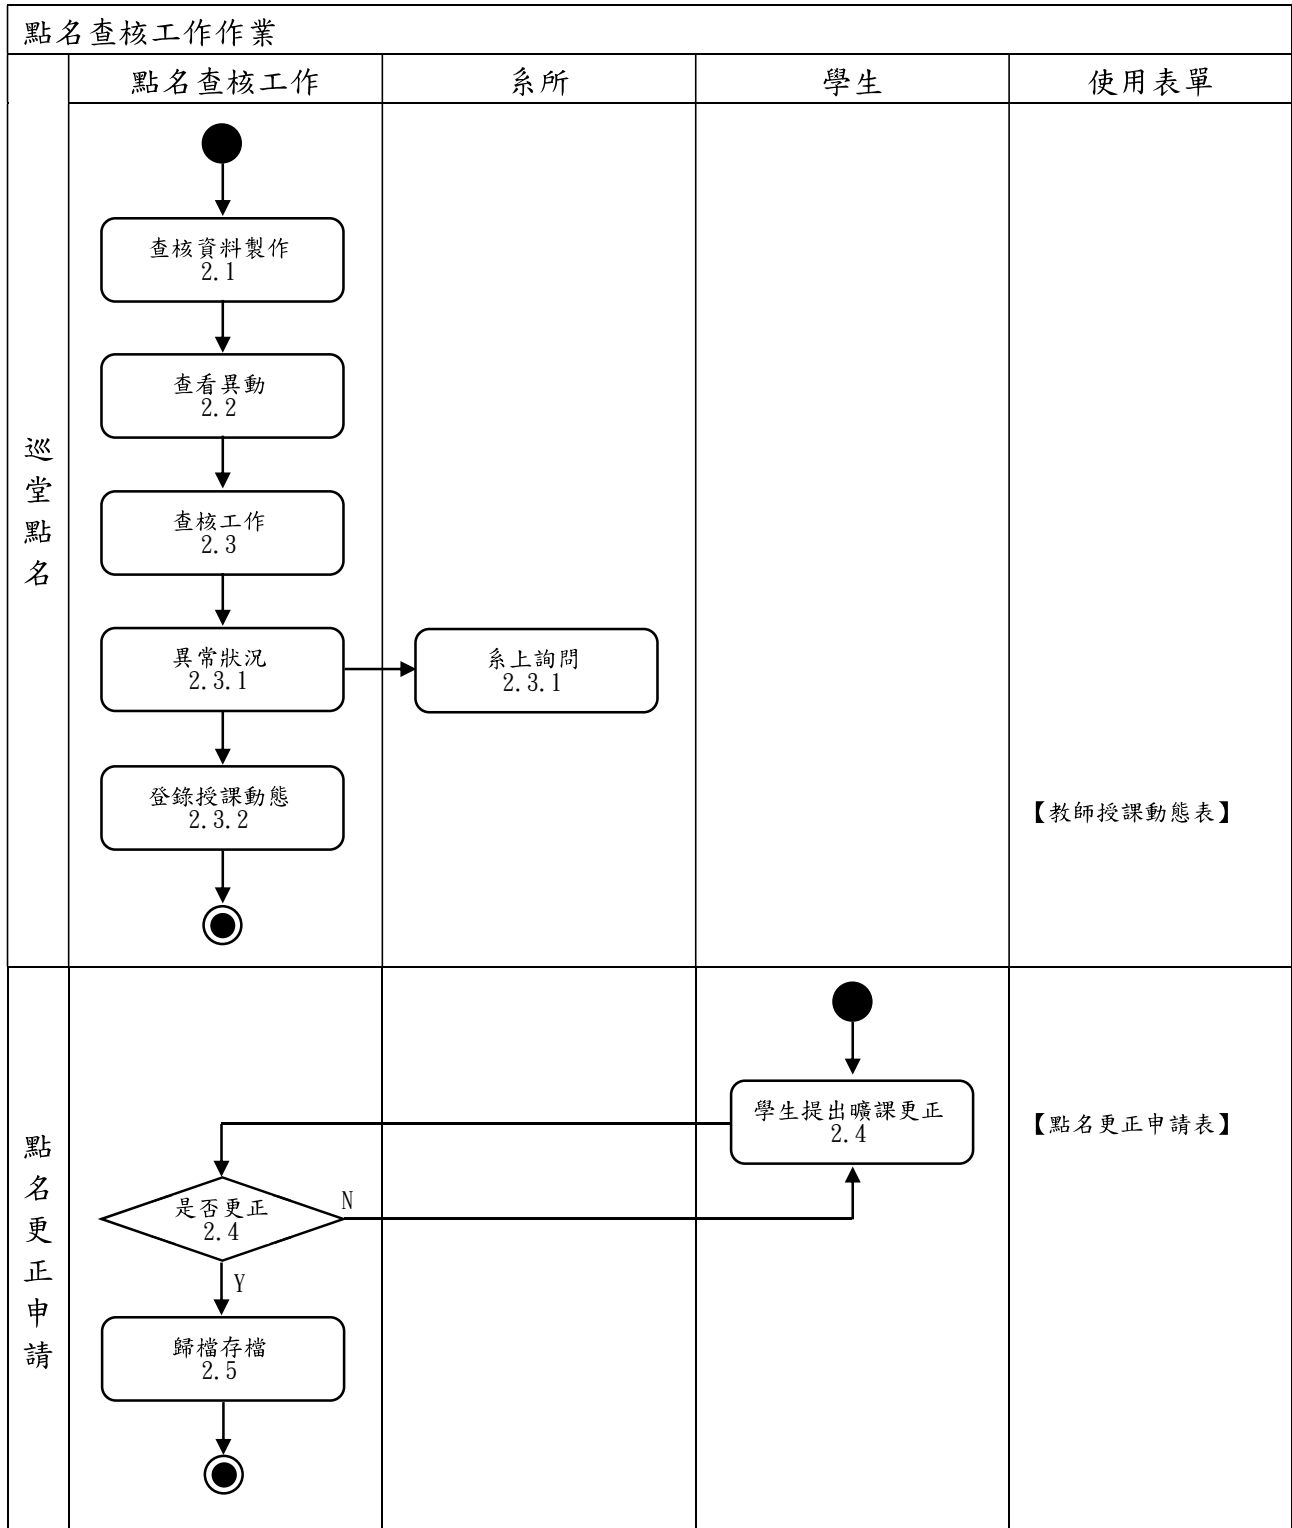 點名查核工作作業
點名查核工作
系所
學生
使用表單
巡堂點名
查核資料製作
2.1
查看異動
2.2
查核工作
2.3
異常狀況
2.3.1
系上詢問
2.3.1
登錄授課動態
2.3.2
【教師授課動態表】
點名更正申請
學生提出曠課更正
2.4
【點名更正申請表】
是否更正
2.4
N
Y
歸檔存檔
2.5